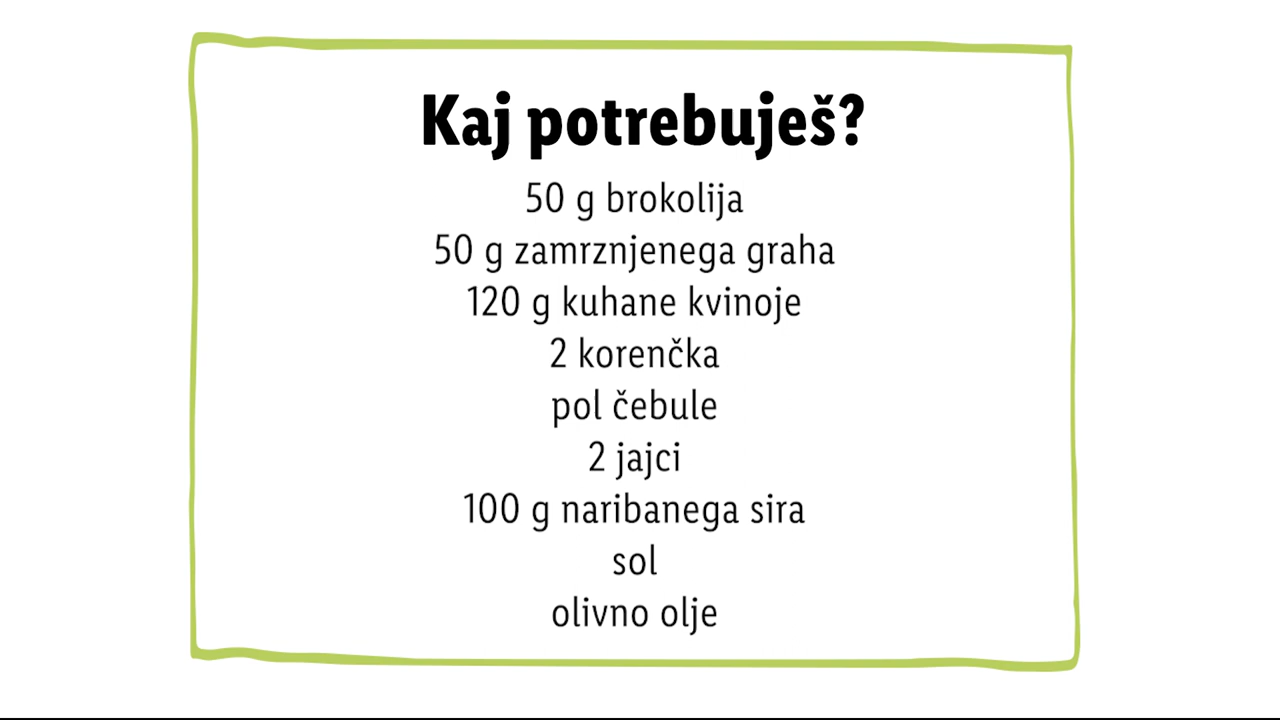 Kaj potrebuješ?
50 g brokolija
50 g zamrznjenega graha
120 g kuhane kvinoje
2 korenčka
pol čebule
2 jajci
100 g naribanega sira
sol
olivno olje